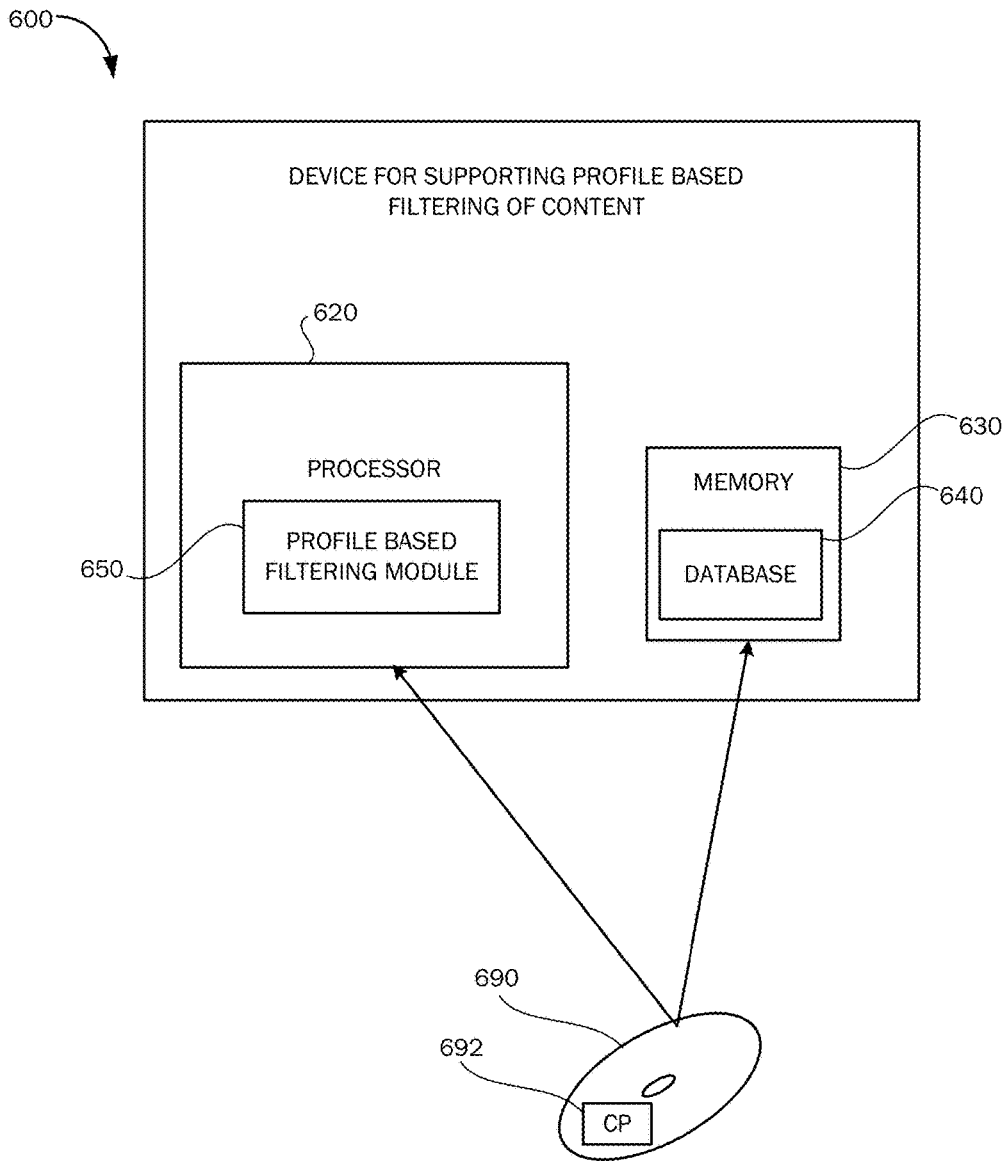 600
DEVICE FOR SUPPORTING PROFILE BASED
FILTERING OF CONTENT
620
630
PROCESSOR
MEMORY
640
650
PROFILE BASED
FILTERING MODULE
DATABASE
690
692
CP